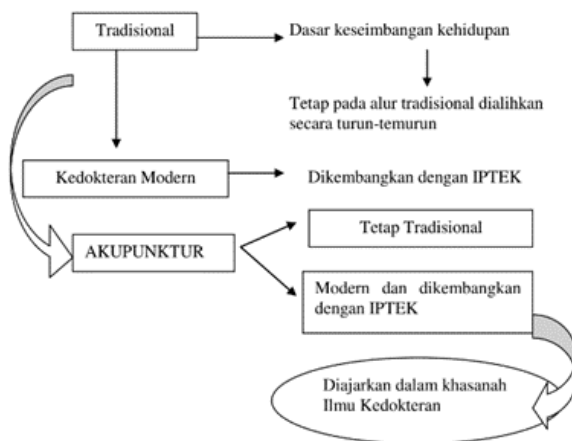 Tradisional
Dasar keseimbangan kehidupan
Tetap pada alur tradisional dialihkan
secara turun-temurun
Kedokteran Modern
Dikembangkan dengan IPTEK
AKUPUNKTUR
Tetap Tradisional
Modern dan dikembangkan
dengan IPTEK
Diajarkan dalam khasanah
Ilmu Kedokteran